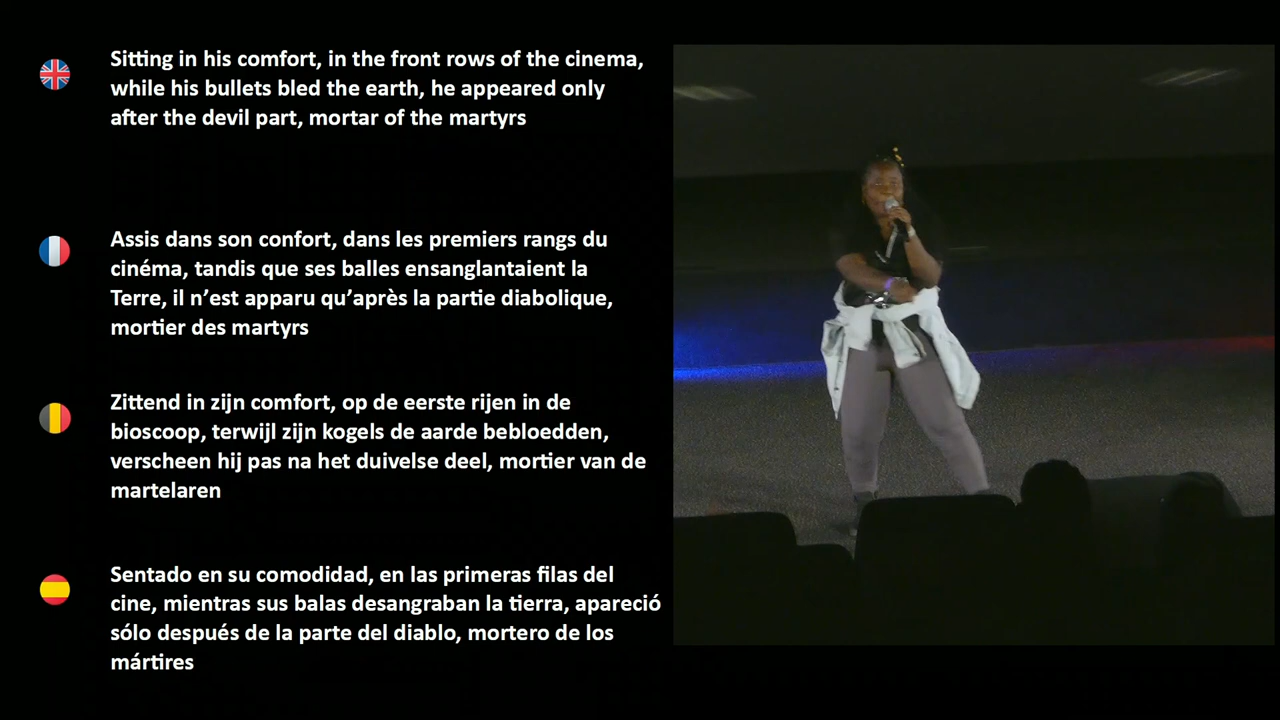 Sitting in his comfort, in the front rows of the cinema,
while his bullets bled the earth, he appeared only
after the devil part, mortar of the martyrs
Assis dans son confort, dans les premiers rangs du
cinéma, tandis que ses balles ensanglantaient la
Terre, il n’est apparu qu’après la partie diabolique,
mortier des martyrs
Zittend in zijn comfort, op de eerste rijen in de
bioscoop, terwijl zijn kogels de aarde bebloedden,
verscheen hij pas na het duivelse deel, mortier van de
martelaren
Sentado en su comodidad, en las primeras filas del
cine, mientras sus balas desangraban la tierra, apareció
sólo después de la parte del diablo, mortero de los
mártires